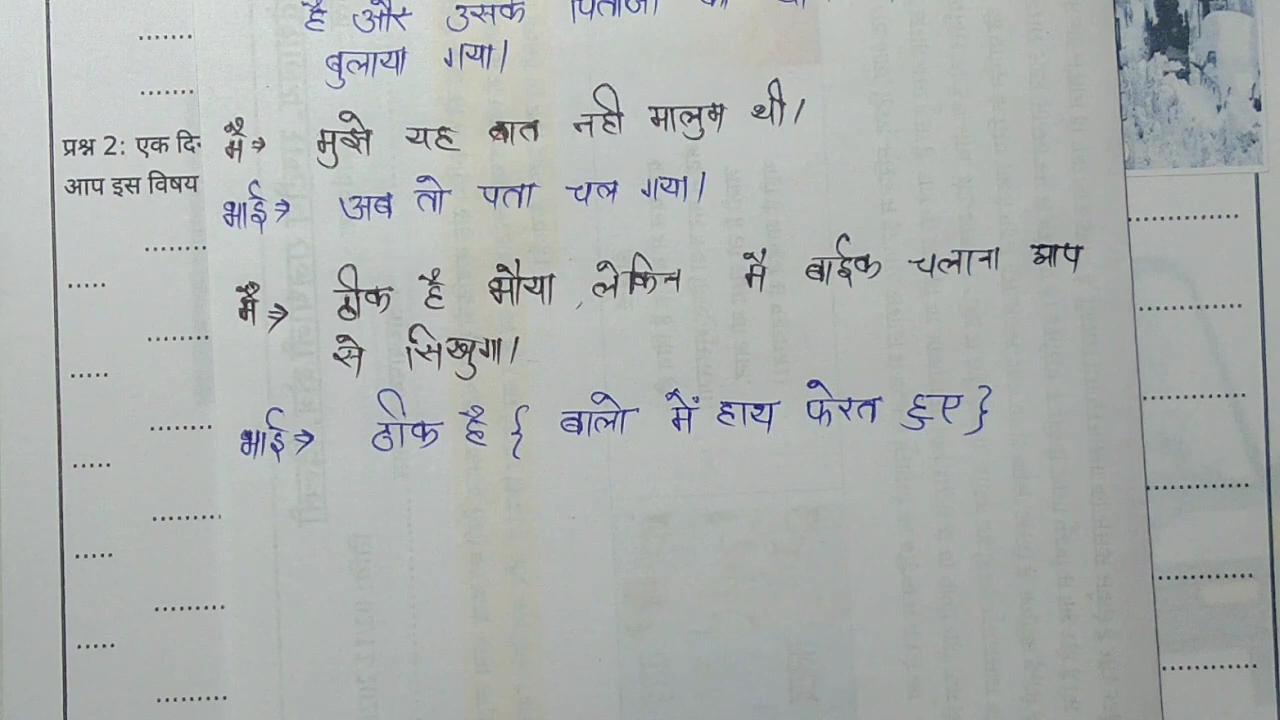 है और उसके पिताजी को
बुलाया गया।
प्रश्न 2: एक दि
मै→ मुझे यह बात नही मालुम थी।
आप इस विषय
भाई→ अब तो पता चल गया।
मै→ ठीक है भौया, लेकिन मै बाईक चलाना आप
से सिखुगा।
भाई→ ठीक है { बालो में हाथ फेरत हुए }